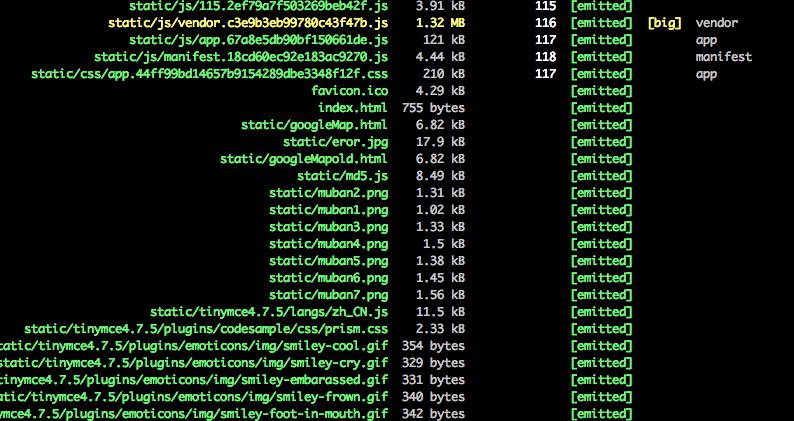 static/js/115.2ef79a7f503269beb42f.js 3.91 kB 115 [emitted]
static/js/vendor.c3e9b3eb99780c43f47b.js 1.32 MB 116 [emitted] [big] vendor
static/js/app.67a8e5db90bf150661de.js 121 kB 117 [emitted] app
static/js/manifest.18cd60ec92e183ac9270.js 4.44 kB 118 [emitted] manifest
static/css/app.44ff99bd14657b9154289dbe3348f12f.css 210 kB 117 [emitted] app
favicon.ico 4.29 kB [emitted]
index.html 755 bytes [emitted]
static/googleMap.html 6.82 kB [emitted]
static/eror.jpg 17.9 kB [emitted]
static/googleMapold.html 6.82 kB [emitted]
static/md5.js 8.49 kB [emitted]
static/muban2.png 1.31 kB [emitted]
static/muban1.png 1.02 kB [emitted]
static/muban3.png 1.33 kB [emitted]
static/muban4.png 1.5 kB [emitted]
static/muban5.png 1.38 kB [emitted]
static/muban6.png 1.45 kB [emitted]
static/muban7.png 1.56 kB [emitted]
static/tinymce4.7.5/langs/zh_CN.js 11.5 kB [emitted]
static/tinymce4.7.5/plugins/codesample/css/prism.css 2.33 kB [emitted]
tatic/tinymce4.7.5/plugins/emoticons/img/smiley-cool.gif 354 bytes [emitted]
static/tinymce4.7.5/plugins/emoticons/img/smiley-cry.gif 329 bytes [emitted]
tinymce4.7.5/plugins/emoticons/img/smiley-embarassed.gif 331 bytes [emitted]
atic/tinymce4.7.5/plugins/emoticons/img/smiley-frown.gif 340 bytes [emitted]
ymce4.7.5/plugins/emoticons/img/smiley-foot-in-mouth.gif 342 bytes [emitted]